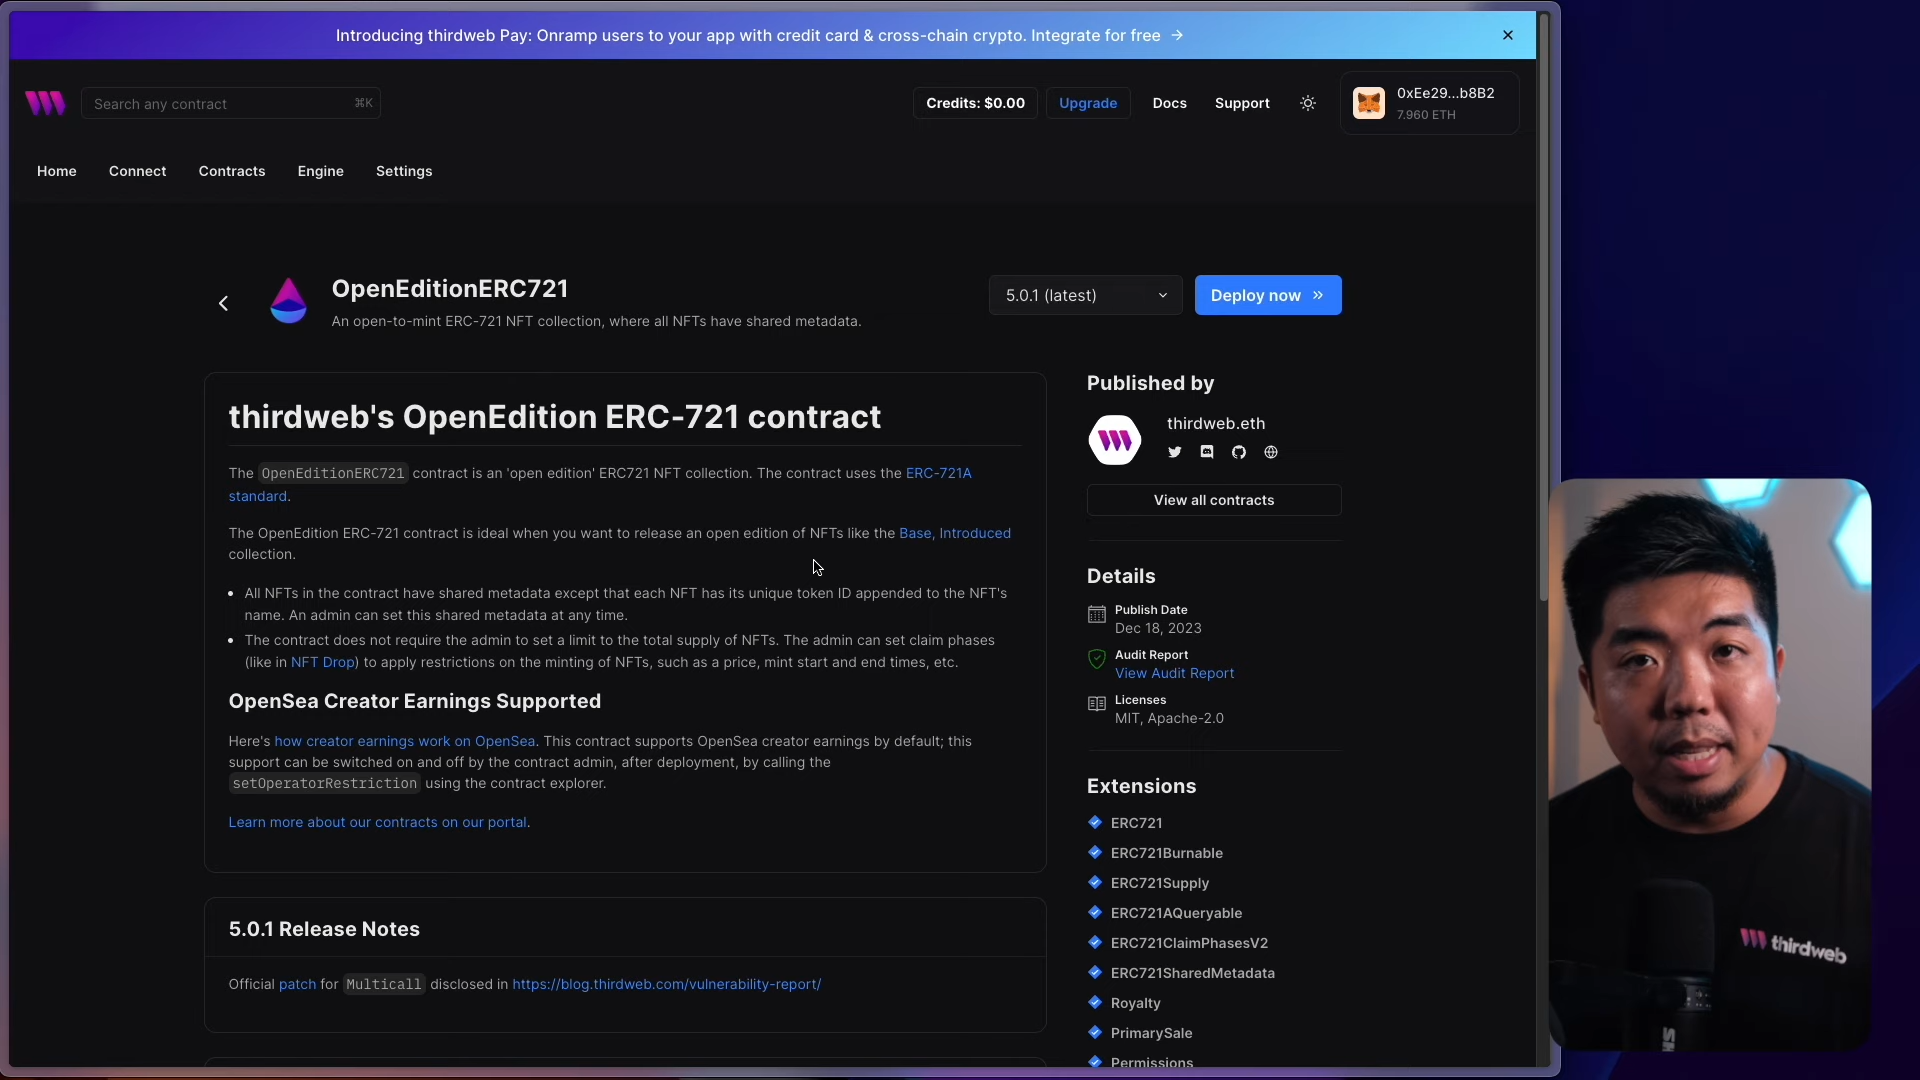 Introducing thirdweb Pay: Onramp users to your app with credit card & cross-chain crypto. Integrate for free →
Search any contract ⌘K
Credits: $0.00 Upgrade Docs Support
0xEe29...b8B2
7.960 ETH
Home Connect Contracts Engine Settings
OpenEditionERC721
An open-to-mint ERC-721 NFT collection, where all NFTs have shared metadata.
5.0.1 (latest)
Deploy now »
thirdweb's OpenEdition ERC-721 contract
The OpenEditionERC721 contract is an 'open edition' ERC721 NFT collection. The contract uses the ERC-721A
standard.
The OpenEdition ERC-721 contract is ideal when you want to release an open edition of NFTs like the Base, Introduced
collection.
• All NFTs in the contract have shared metadata except that each NFT has its unique token ID appended to the NFT's
name. An admin can set this shared metadata at any time.
• The contract does not require the admin to set a limit to the total supply of NFTs. The admin can set claim phases
(like in NFT Drop) to apply restrictions on the minting of NFTs, such as a price, mint start and end times, etc.
OpenSea Creator Earnings Supported
Here's how creator earnings work on OpenSea. This contract supports OpenSea creator earnings by default; this
support can be switched on and off by the contract admin, after deployment, by calling the
setOperatorRestriction using the contract explorer.
Learn more about our contracts on our portal.
5.0.1 Release Notes
Official patch for Multicall disclosed in https://blog.thirdweb.com/vulnerability-report/
Published by
thirdweb.eth
View all contracts
Details
Publish Date
Dec 18, 2023
Audit Report
View Audit Report
Licenses
MIT, Apache-2.0
Extensions
ERC721
ERC721Burnable
ERC721Supply
ERC721AQueryable
ERC721ClaimPhasesV2
ERC721SharedMetadata
Royalty
PrimarySale
Permissions
thirdweb